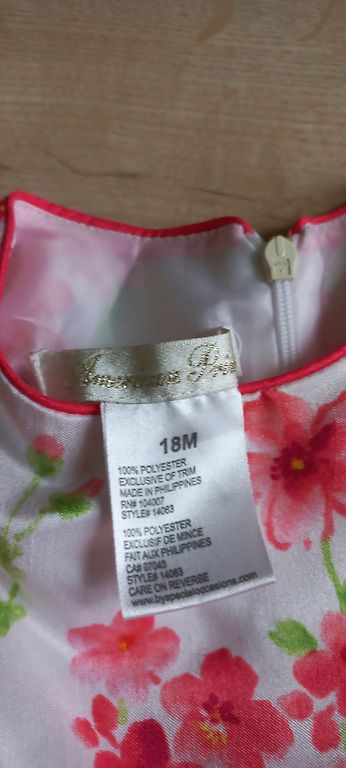 American Prin
18M
100% POLYESTER
EXCLUSIVE OF TRIM
MADE IN PHILIPPINES
RN# 104007
STYLE# 14063
100% POLYESTER
EXCLUSIF DE MINCE
FAIT AUX PHILIPPINES
CA# 07043
STYLE# 14063
CARE ON REVERSE
www.byspecialoccasions.com